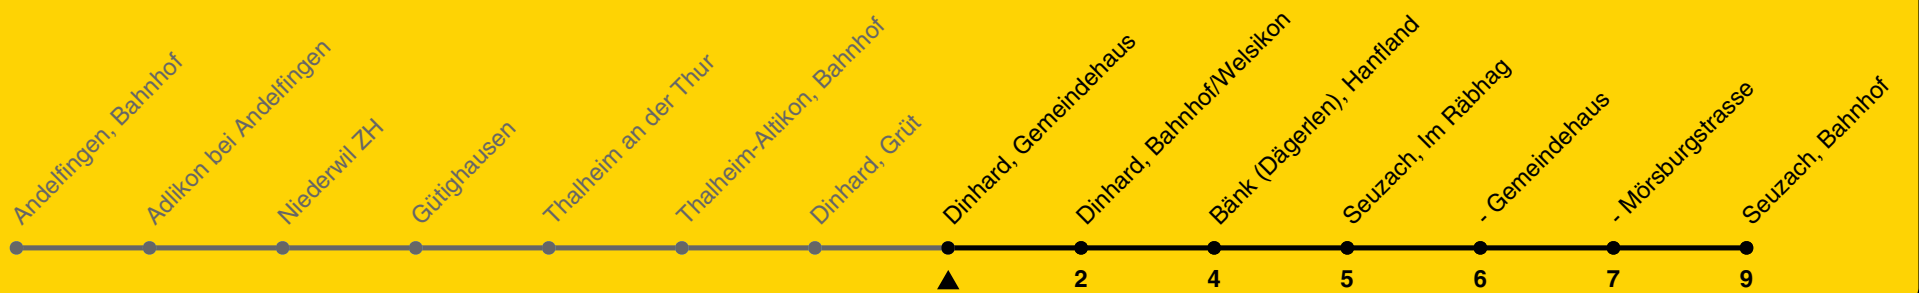 Andelfingen, Bahnhof
Adlikon bei Andelfingen
Niederwil ZH
Gütighausen
Thalheim an der Thur
Thalheim-Altikon, Bahnhof
Dinhard, Grüt
Dinhard, Gemeindehaus
Dinhard, Bahnhof/Welsikon
Bänk (Dägerlen), Hanfland
Seuzach, Im Räbhag
- Gemeindehaus
- Mörsburgstrasse
Seuzach, Bahnhof
2 4 5 6 7 9